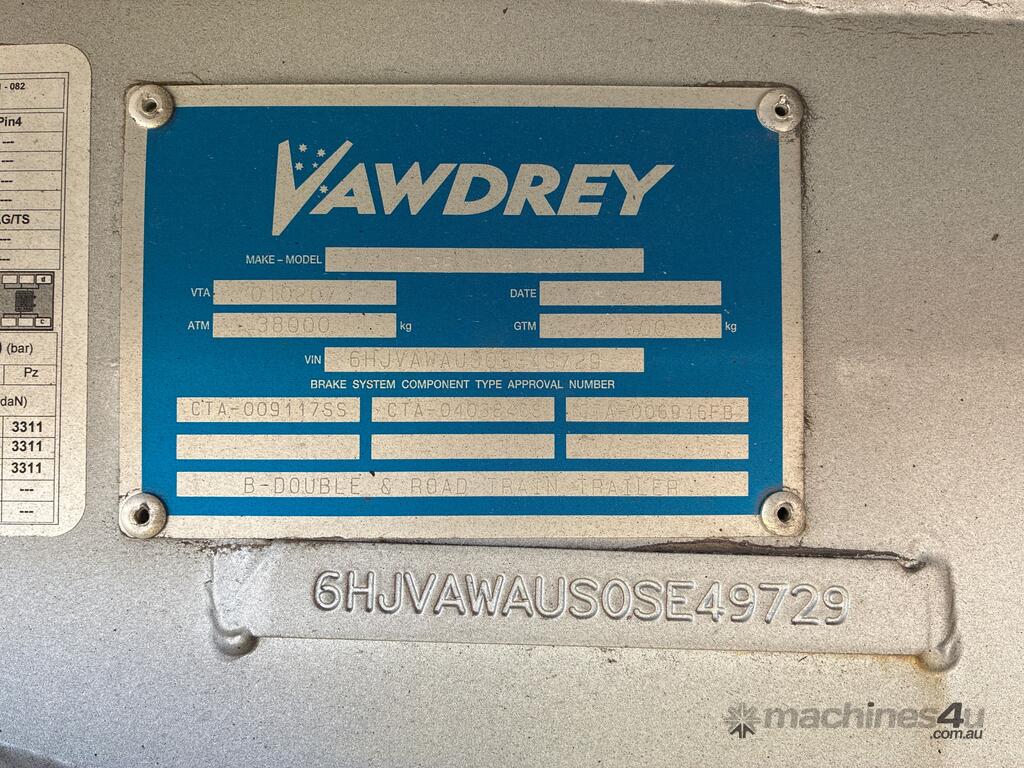 - 082
Pin4
---
---
---
---
AG/TS
---
---
d
c
(bar)
Pz
daN)
3311
3311
3311
---
---
VAWDREY
MAKE – MODEL
VTA 010207 DATE
ATM 38000 kg GTM kg
VIN 6HJVAWAUS0SE49729
BRAKE SYSTEM COMPONENT TYPE APPROVAL NUMBER
CTA-009117SS
B-DOUBLE & ROAD TRAIN TRAILER
6HJVAWAUS0SE49729
machines4u
.com.au